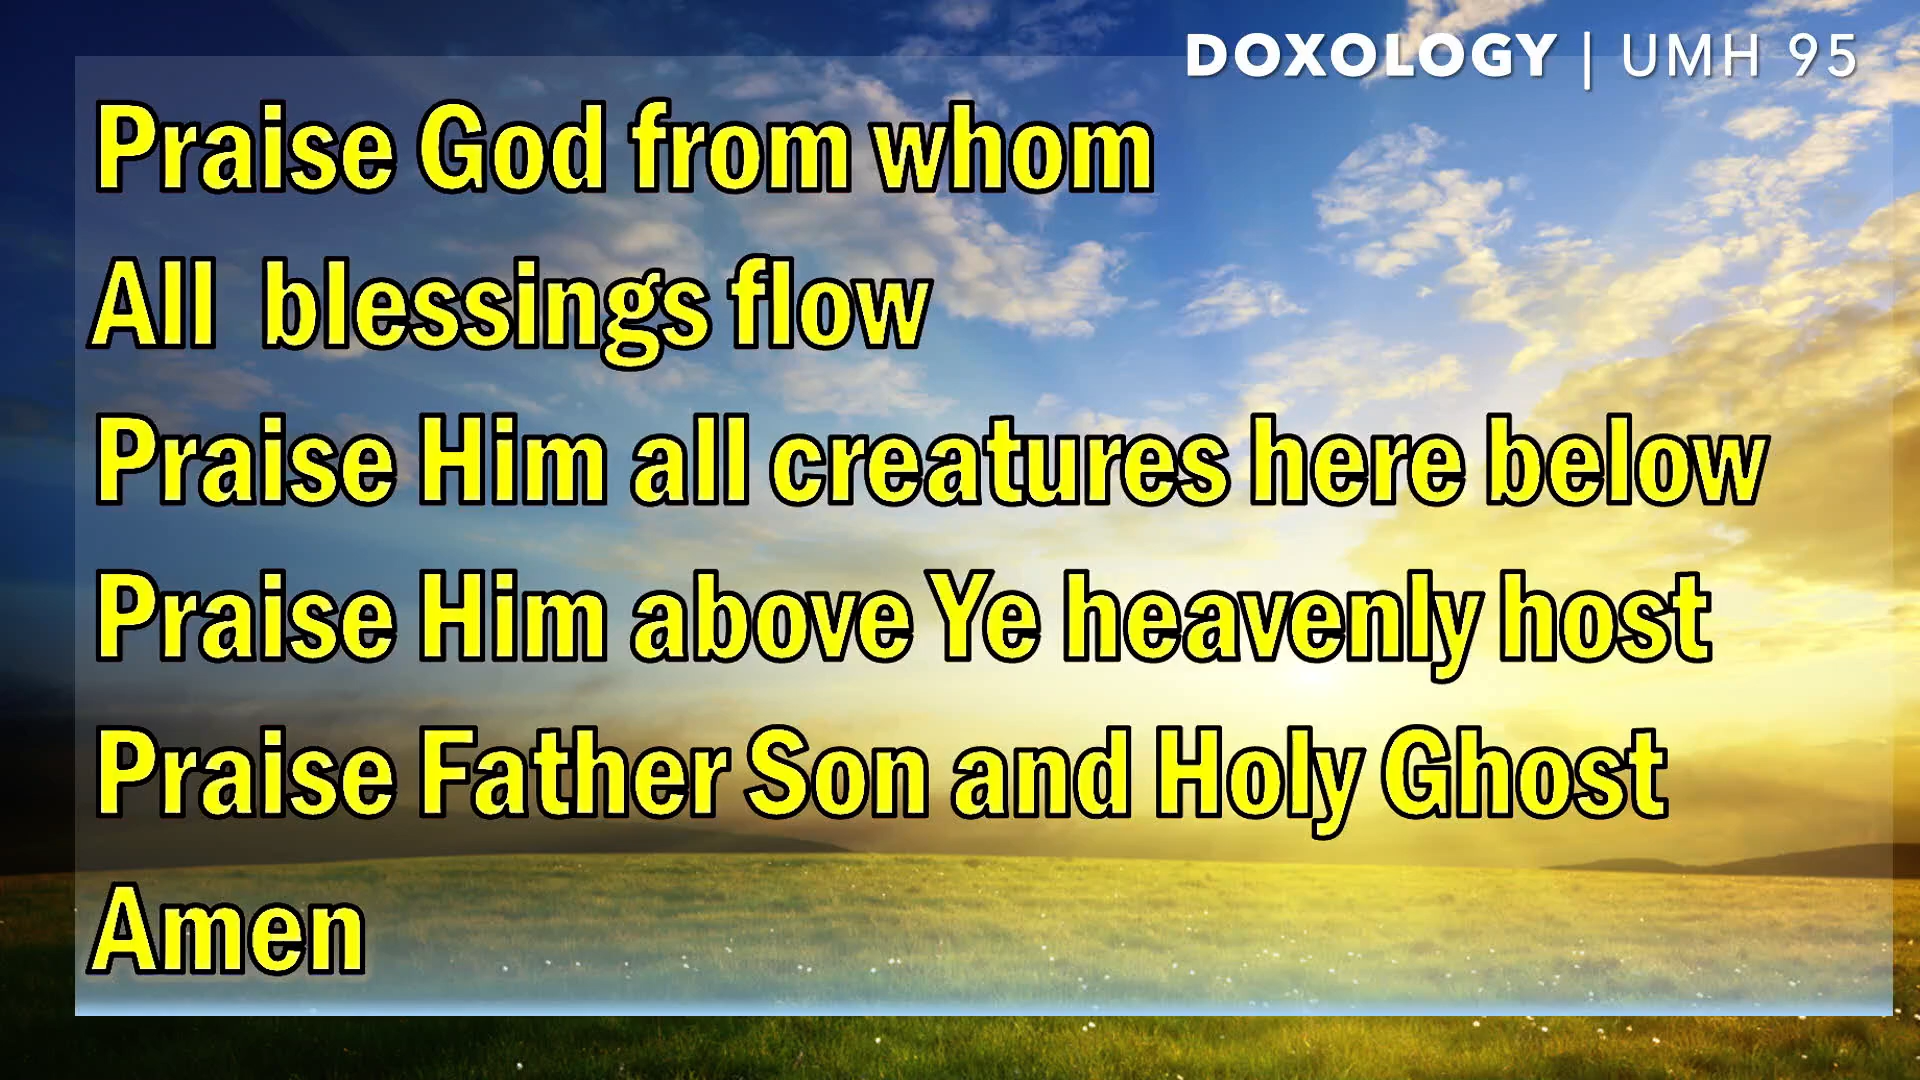 DOXOLOGY | UMH 95
Praise God from whom
All blessings flow
Praise Him all creatures here below
Praise Him above Ye heavenly host
Praise Father Son and Holy Ghost
Amen